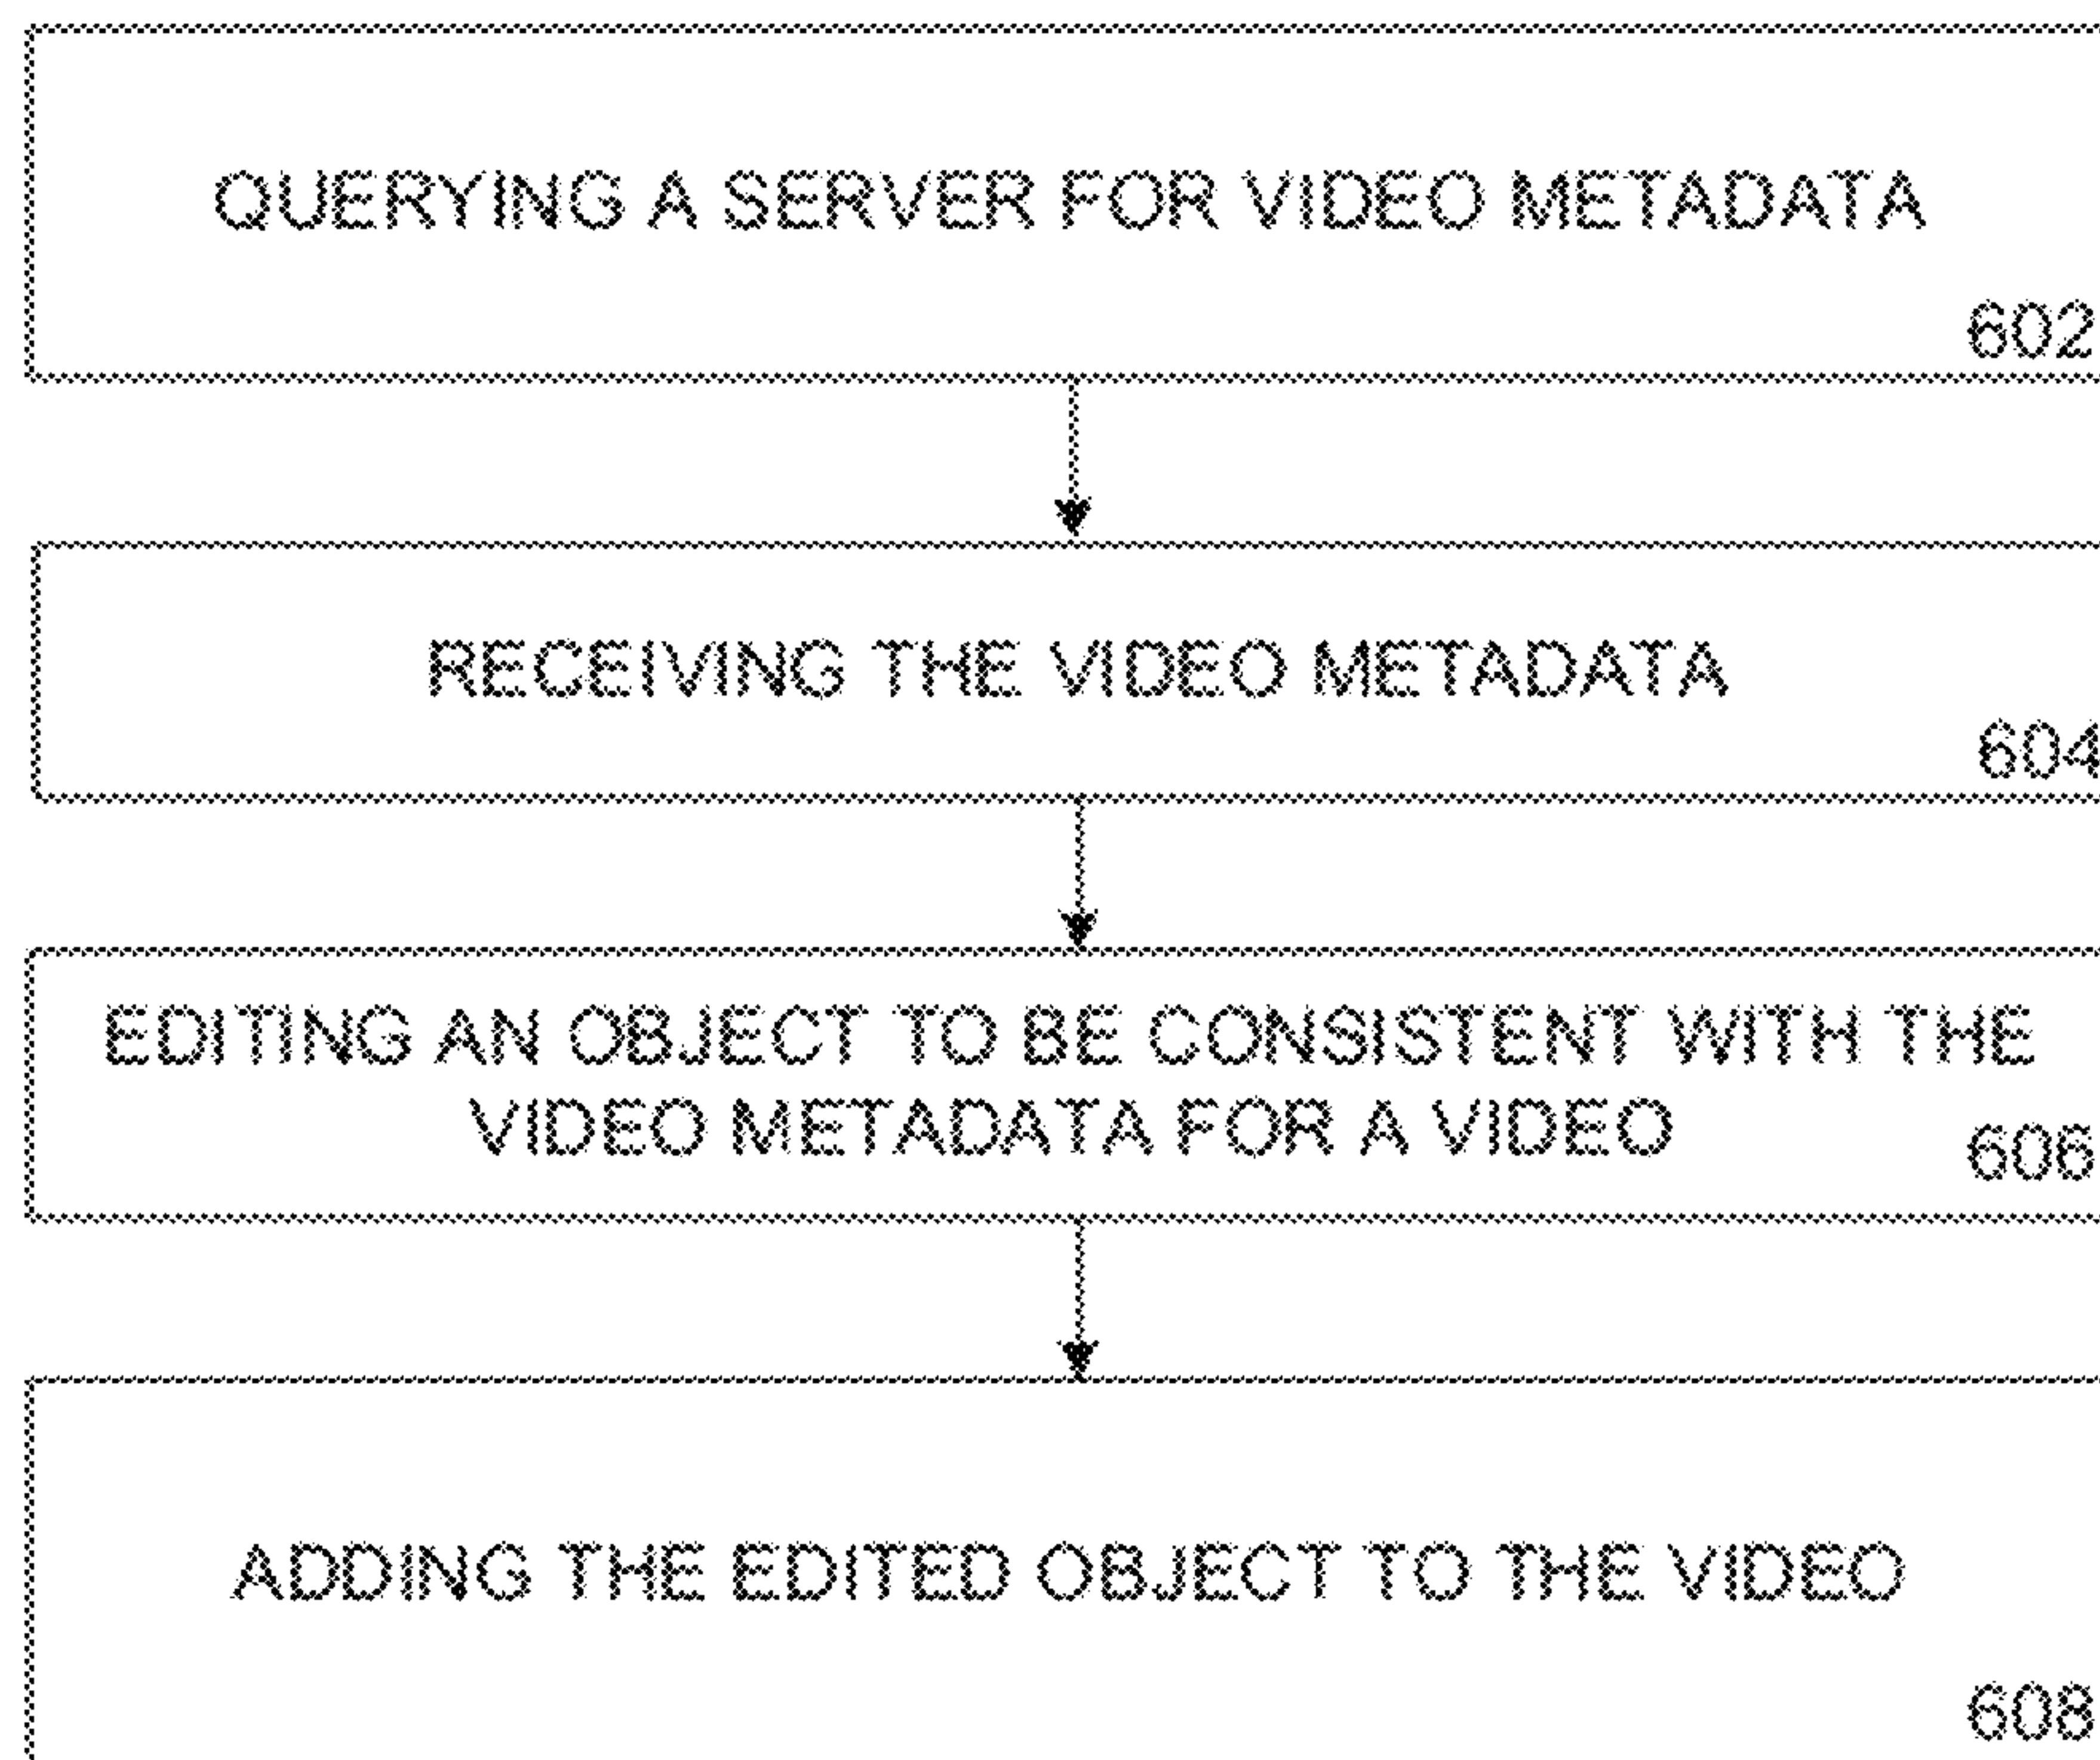 QUERYING A SERVER FOR VIDEO METADATA
602
RECEIVING THE VIDEO METADATA
604
EDITING AN OBJECT TO BE CONSISTENT WITH THE
VIDEO METADATA FOR A VIDEO
606
ADDING THE EDITED OBJECT TO THE VIDEO
608